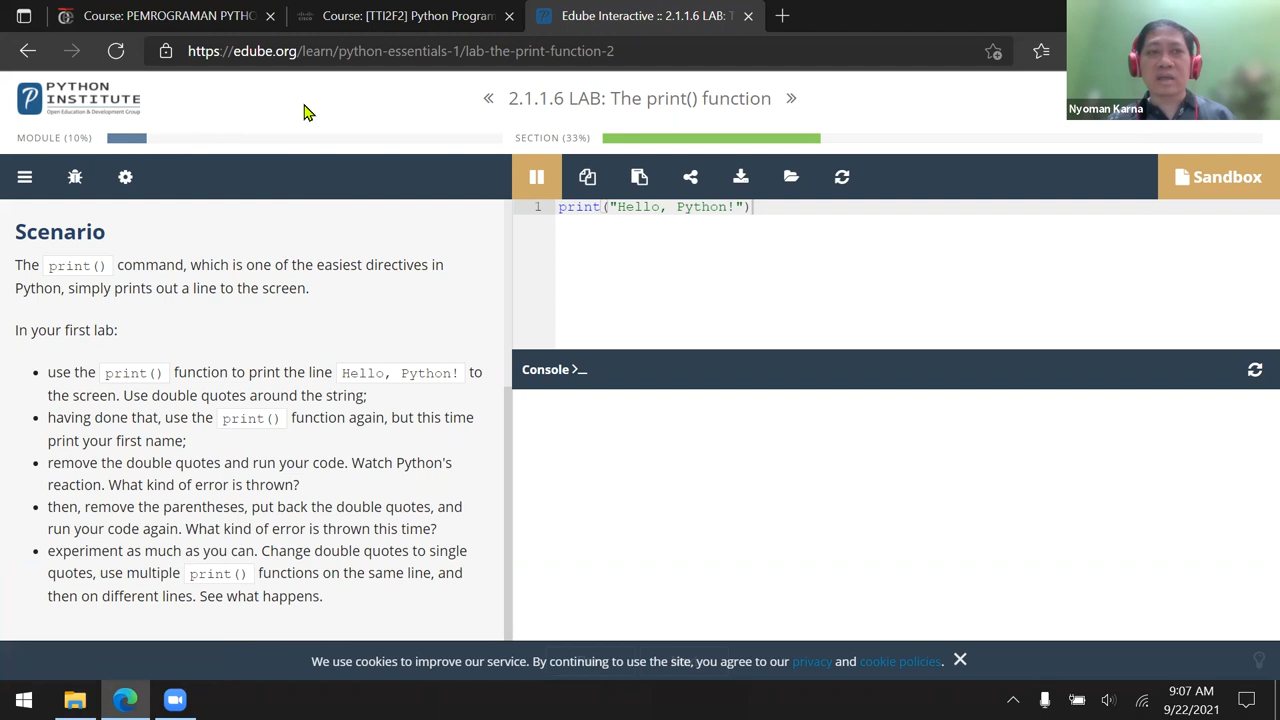 Course: PEMROGRAMAN PYTHO
Course: [TTI2F2] Python Program
Edube Interactive :: 2.1.1.6 LAB: T
https://edube.org/learn/python-essentials-1/lab-the-print-function-2
Nyoman Karna
PYTHON
INSTITUTE
Open Education & Development Group
2.1.1.6 LAB: The print() function
MODULE (10%)
SECTION (33%)
Sandbox
1 print("Hello, Python!")
Scenario
The print() command, which is one of the easiest directives in
Python, simply prints out a line to the screen.
In your first lab:
• use the print() function to print the line Hello, Python! to
the screen. Use double quotes around the string;
• having done that, use the print() function again, but this time
print your first name;
• remove the double quotes and run your code. Watch Python's
reaction. What kind of error is thrown?
• then, remove the parentheses, put back the double quotes, and
run your code again. What kind of error is thrown this time?
• experiment as much as you can. Change double quotes to single
quotes, use multiple print() functions on the same line, and
then on different lines. See what happens.
Console >_
We use cookies to improve our service. By continuing to use the site, you agree to our privacy and cookie policies.
9:07 AM
9/22/2021